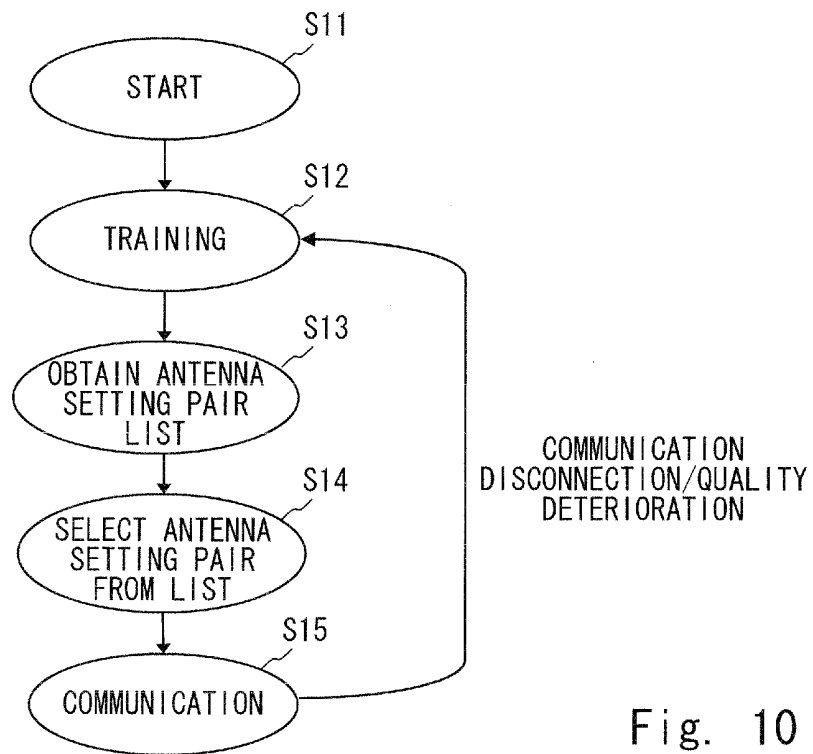 S11
START
S12
TRAINING
S13
OBTAIN ANTENNA
SETTING PAIR
LIST
S14
SELECT ANTENNA
SETTING PAIR
FROM LIST
S15
COMMUNICATION
COMMUNICATION
DISCONNECTION/QUALITY
DETERIORATION
Fig. 10